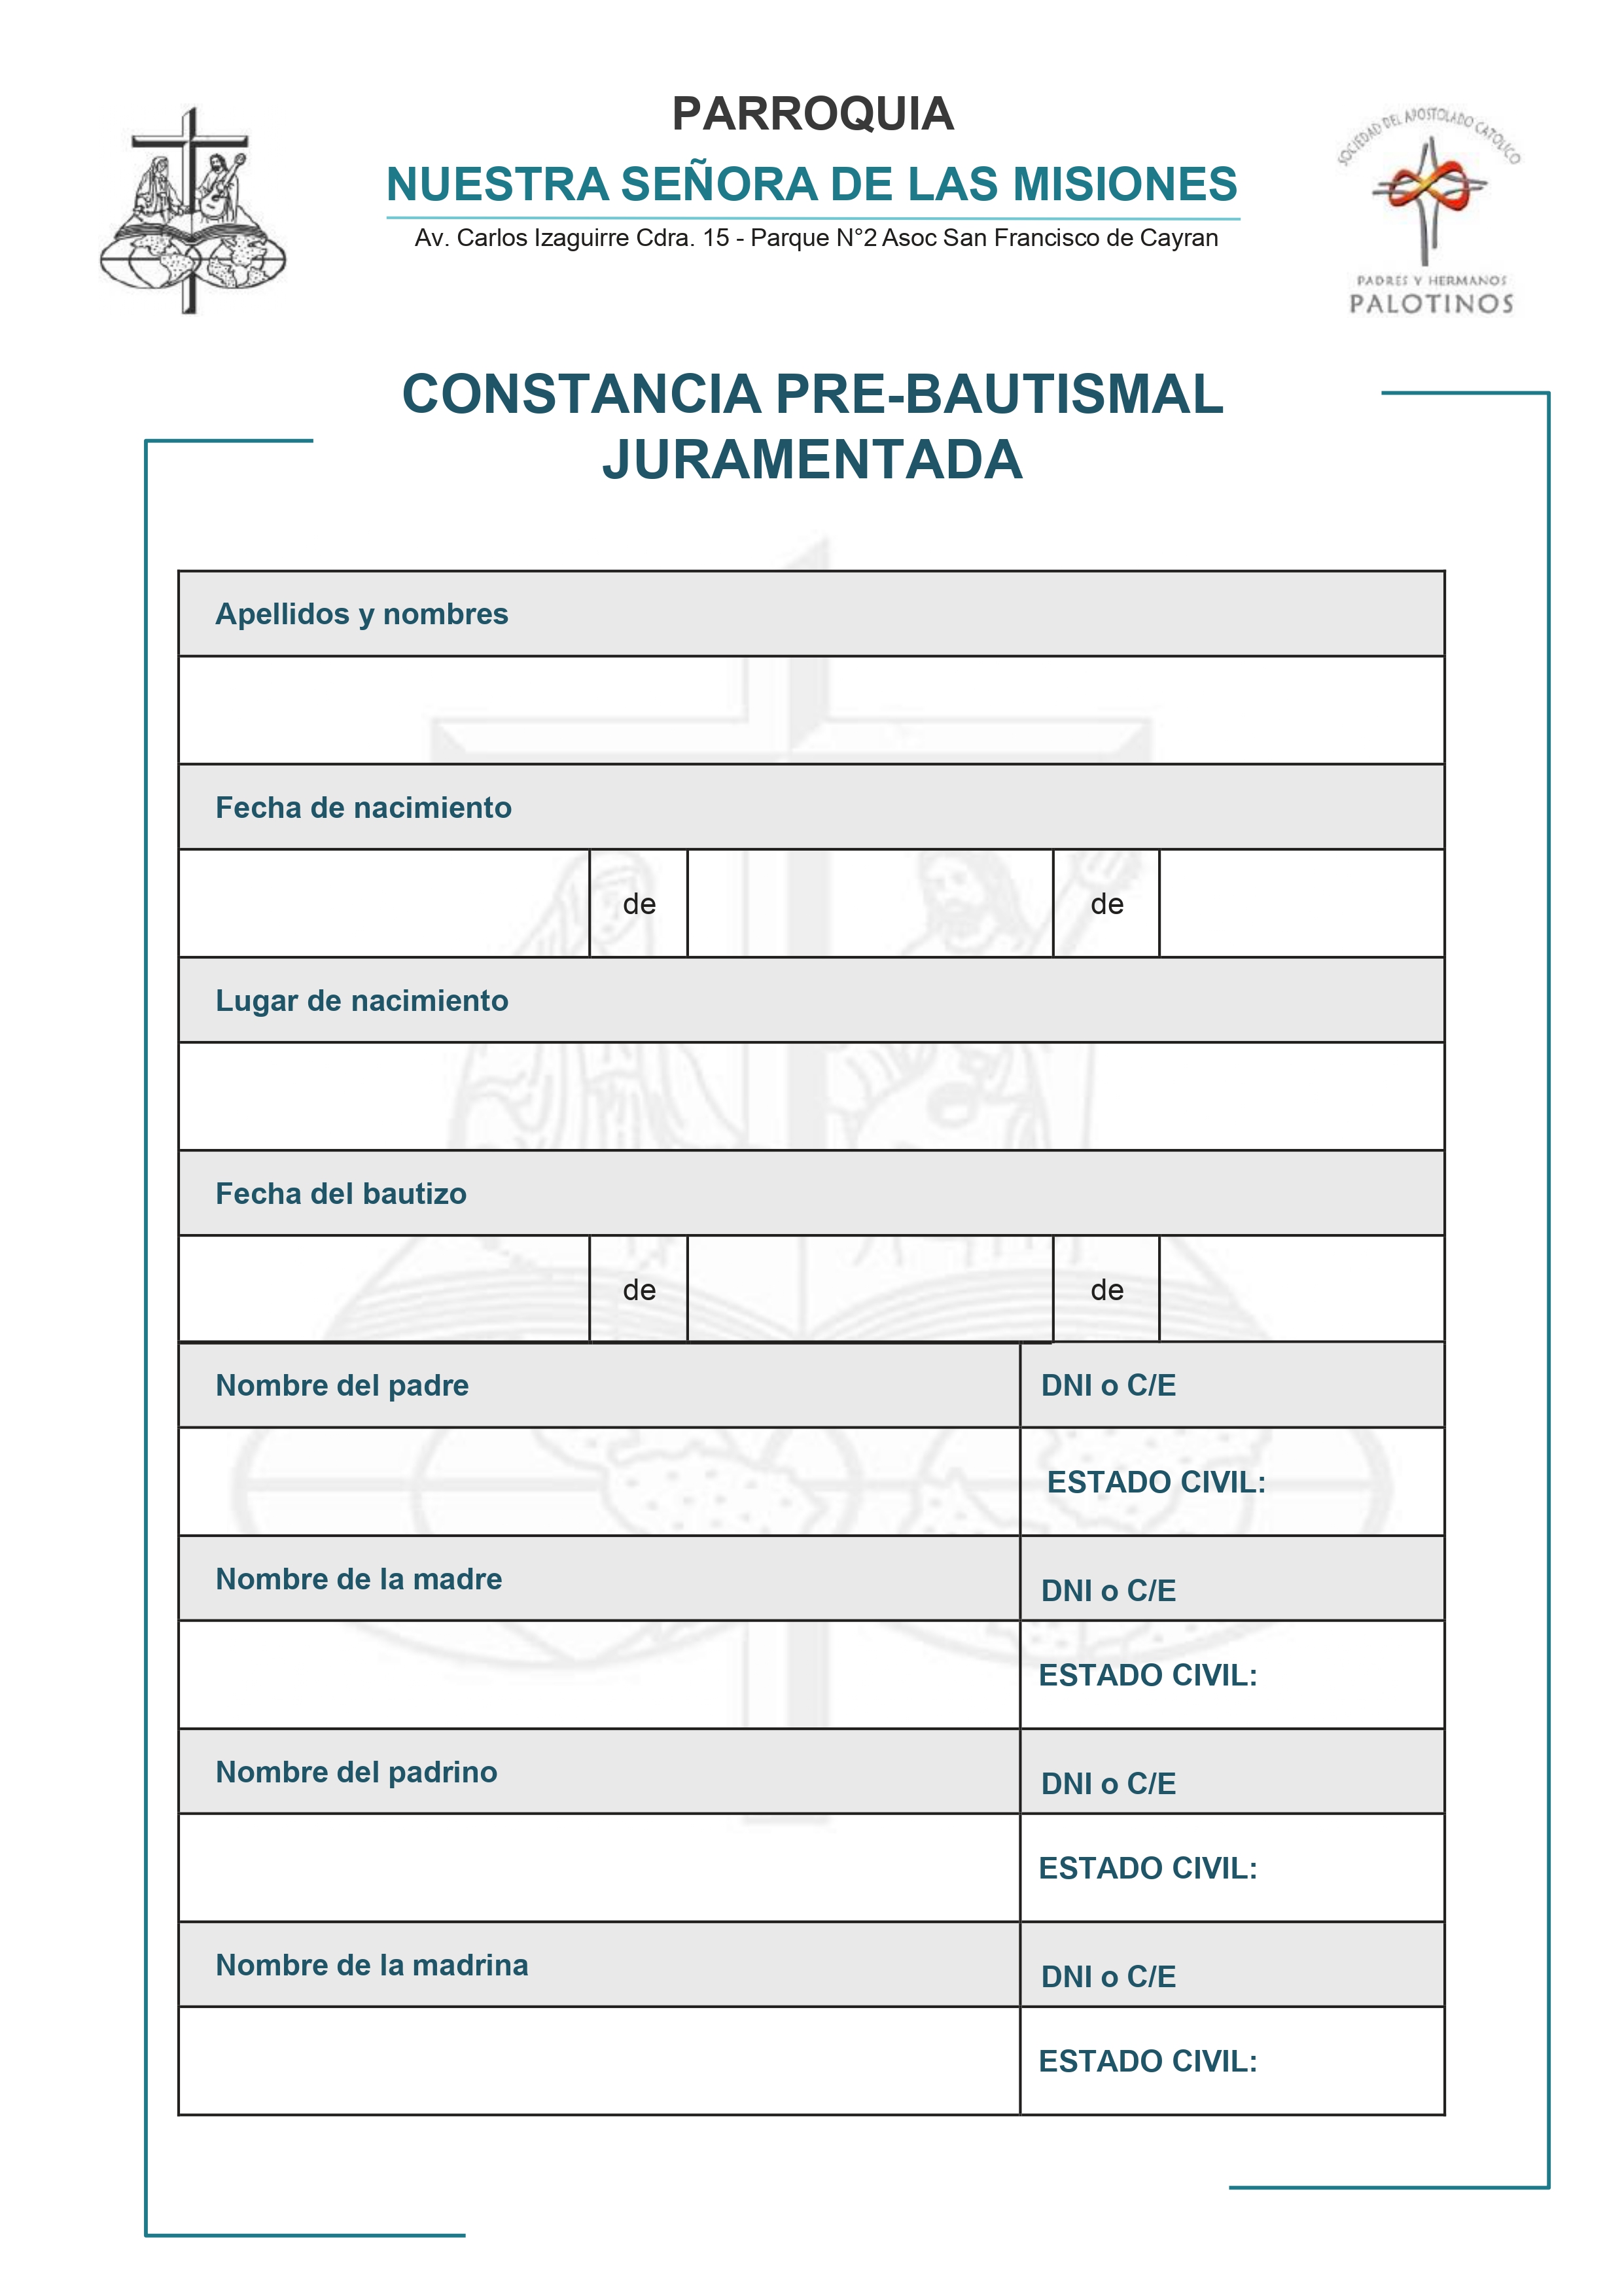 PARROQUIA
NUESTRA SEÑORA DE LAS MISIONES
Av. Carlos Izaguirre Cdra. 15 - Parque N°2 Asoc San Francisco de Cayran
SOCIEDAD DEL APOSTOLADO CATOLICO
PADRES Y HERMANOS
PALOTINOS
CONSTANCIA PRE-BAUTISMAL
JURAMENTADA
Apellidos y nombres
Fecha de nacimiento
de de
Lugar de nacimiento
Fecha del bautizo
de de
Nombre del padre DNI o C/E
ESTADO CIVIL:
Nombre de la madre DNI o C/E
ESTADO CIVIL:
Nombre del padrino DNI o C/E
ESTADO CIVIL:
Nombre de la madrina DNI o C/E
ESTADO CIVIL: